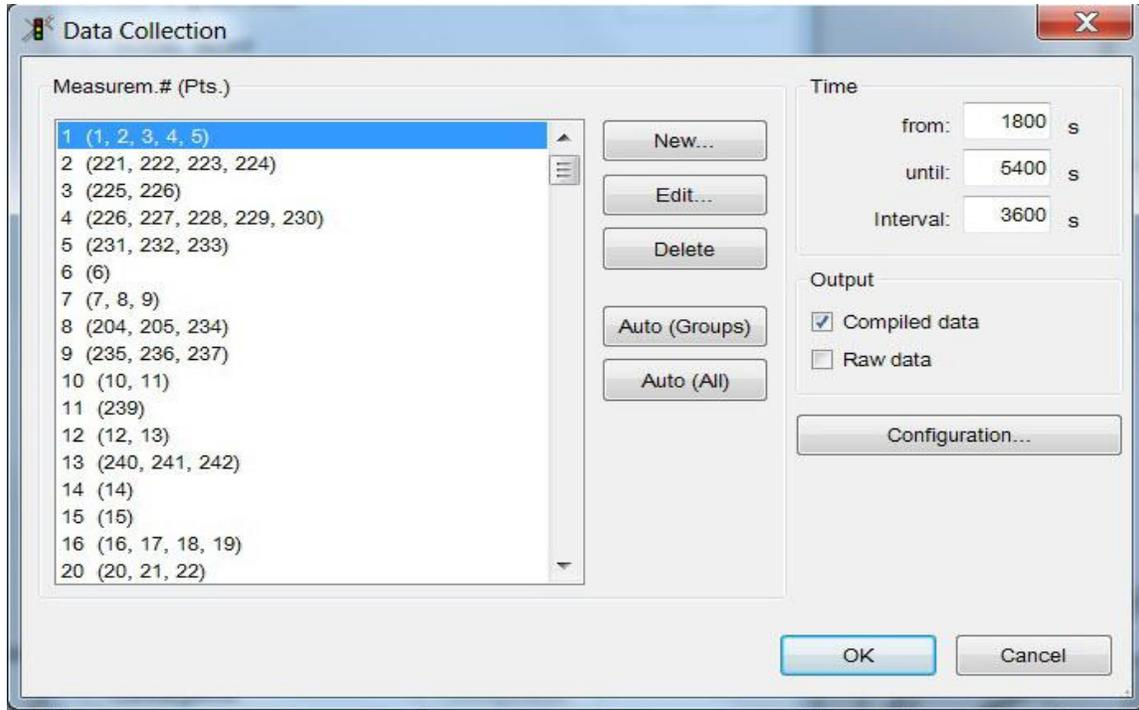 Data Collection
Measurem.# (Pts.)
1 (1, 2, 3, 4, 5)
2 (221, 222, 223, 224)
3 (225, 226)
4 (226, 227, 228, 229, 230)
5 (231, 232, 233)
6 (6)
7 (7, 8, 9)
8 (204, 205, 234)
9 (235, 236, 237)
10 (10, 11)
11 (239)
12 (12, 13)
13 (240, 241, 242)
14 (14)
15 (15)
16 (16, 17, 18, 19)
20 (20, 21, 22)
New...
Edit...
Delete
Auto (Groups)
Auto (All)
Time
from: 1800 s
until: 5400 s
Interval: 3600 s
Output
Compiled data
Raw data
Configuration...
OK
Cancel